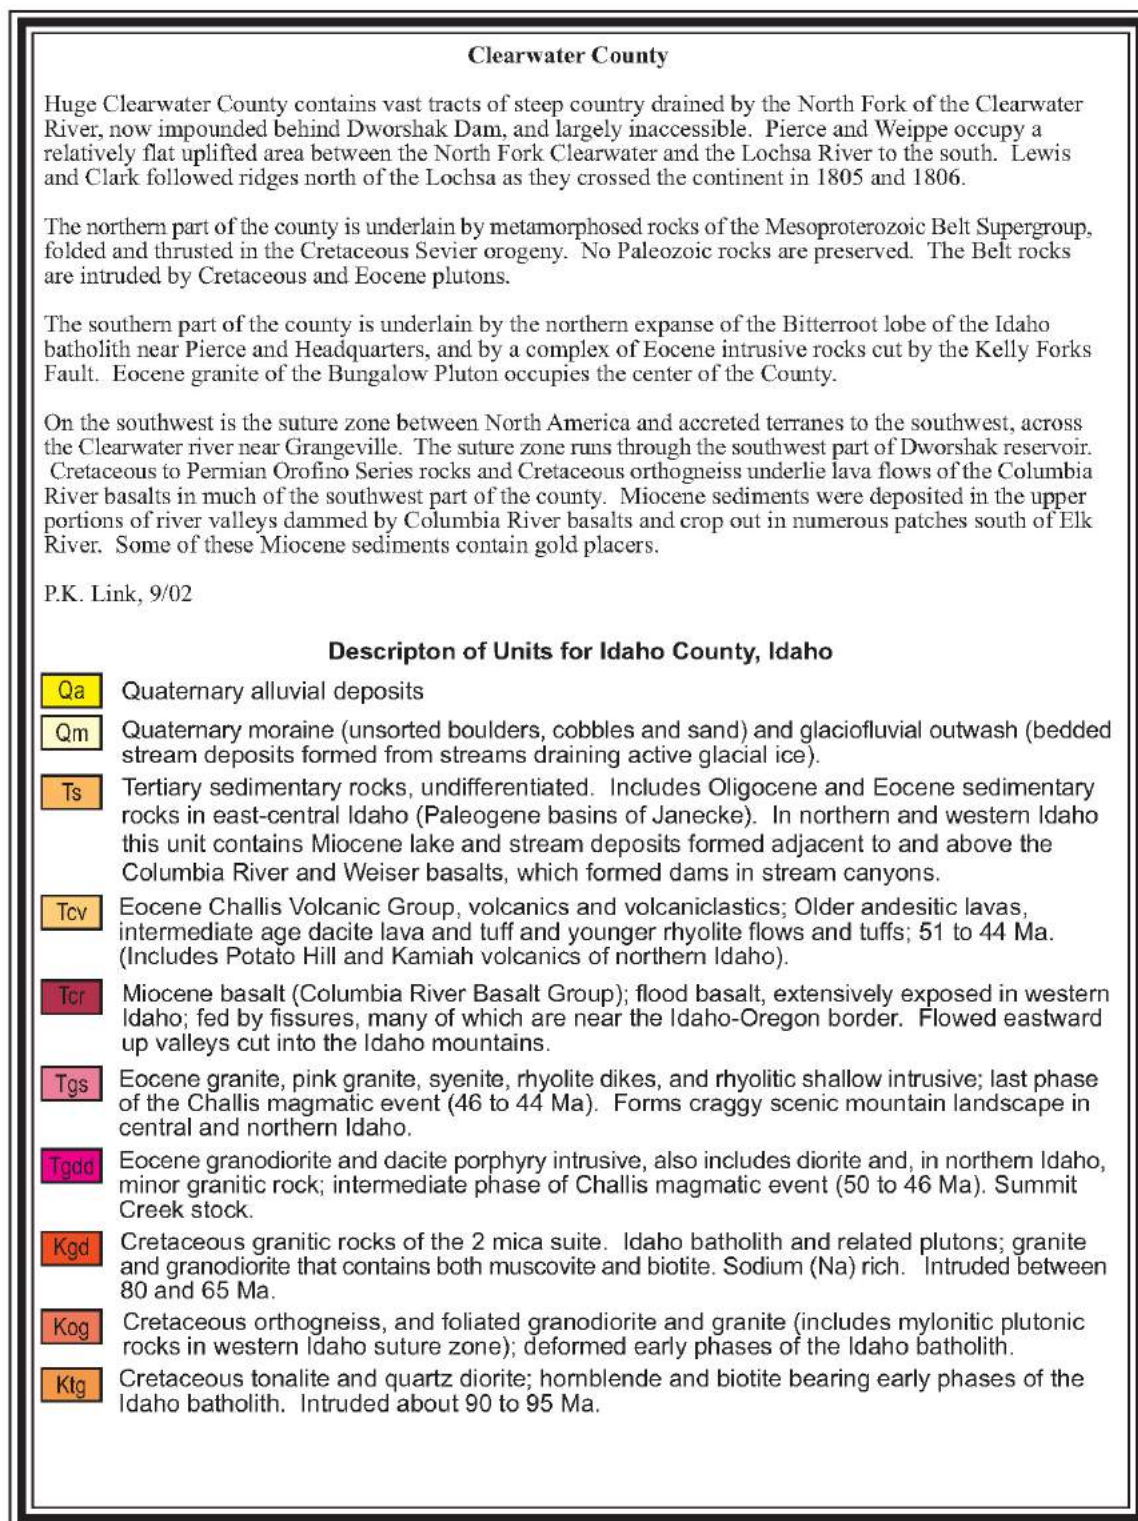 Clearwater County
Huge Clearwater County contains vast tracts of steep country drained by the North Fork of the Clearwater
River, now impounded behind Dworshak Dam, and largely inaccessible. Pierce and Weippe occupy a
relatively flat uplifted area between the North Fork Clearwater and the Lochsa River to the south. Lewis
and Clark followed ridges north of the Lochsa as they crossed the continent in 1805 and 1806.
The northern part of the county is underlain by metamorphosed rocks of the Mesoproterozoic Belt Supergroup,
folded and thrusted in the Cretaceous Sevier orogeny. No Paleozoic rocks are preserved. The Belt rocks
are intruded by Cretaceous and Eocene plutons.
The southern part of the county is underlain by the northern expanse of the Bitterroot lobe of the Idaho
batholith near Pierce and Headquarters, and by a complex of Eocene intrusive rocks cut by the Kelly Forks
Fault. Eocene granite of the Bungalow Pluton occupies the center of the County.
On the southwest is the suture zone between North America and accreted terranes to the southwest, across
the Clearwater river near Grangeville. The suture zone runs through the southwest part of Dworshak reservoir.
Cretaceous to Permian Orofino Series rocks and Cretaceous orthogneiss underlie lava flows of the Columbia
River basalts in much of the southwest part of the county. Miocene sediments were deposited in the upper
portions of river valleys dammed by Columbia River basalts and crop out in numerous patches south of Elk
River. Some of these Miocene sediments contain gold placers.
P.K. Link, 9/02
Descripton of Units for Idaho County, Idaho
Qa Quaternary alluvial deposits
Qm Quaternary moraine (unsorted boulders, cobbles and sand) and glaciofluvial outwash (bedded
stream deposits formed from streams draining active glacial ice).
Ts Tertiary sedimentary rocks, undifferentiated. Includes Oligocene and Eocene sedimentary
rocks in east-central Idaho (Paleogene basins of Janecke). In northern and western Idaho
this unit contains Miocene lake and stream deposits formed adjacent to and above the
Columbia River and Weiser basalts, which formed dams in stream canyons.
Tcv Eocene Challis Volcanic Group, volcanics and volcaniclastics; Older andesitic lavas,
intermediate age dacite lava and tuff and younger rhyolite flows and tuffs; 51 to 44 Ma.
(Includes Potato Hill and Kamiah volcanics of northern Idaho).
Tcr Miocene basalt (Columbia River Basalt Group); flood basalt, extensively exposed in western
Idaho; fed by fissures, many of which are near the Idaho-Oregon border. Flowed eastward
up valleys cut into the Idaho mountains.
Tgs Eocene granite, pink granite, syenite, rhyolite dikes, and rhyolitic shallow intrusive; last phase
of the Challis magmatic event (46 to 44 Ma). Forms craggy scenic mountain landscape in
central and northern Idaho.
Tgdd Eocene granodiorite and dacite porphyry intrusive, also includes diorite and, in northern Idaho,
minor granitic rock; intermediate phase of Challis magmatic event (50 to 46 Ma). Summit
Creek stock.
Kgd Cretaceous granitic rocks of the 2 mica suite. Idaho batholith and related plutons; granite
and granodiorite that contains both muscovite and biotite. Sodium (Na) rich. Intruded between
80 and 65 Ma.
Kog Cretaceous orthogneiss, and foliated granodiorite and granite (includes mylonitic plutonic
rocks in western Idaho suture zone); deformed early phases of the Idaho batholith.
Ktg Cretaceous tonalite and quartz diorite; hornblende and biotite bearing early phases of the
Idaho batholith. Intruded about 90 to 95 Ma.